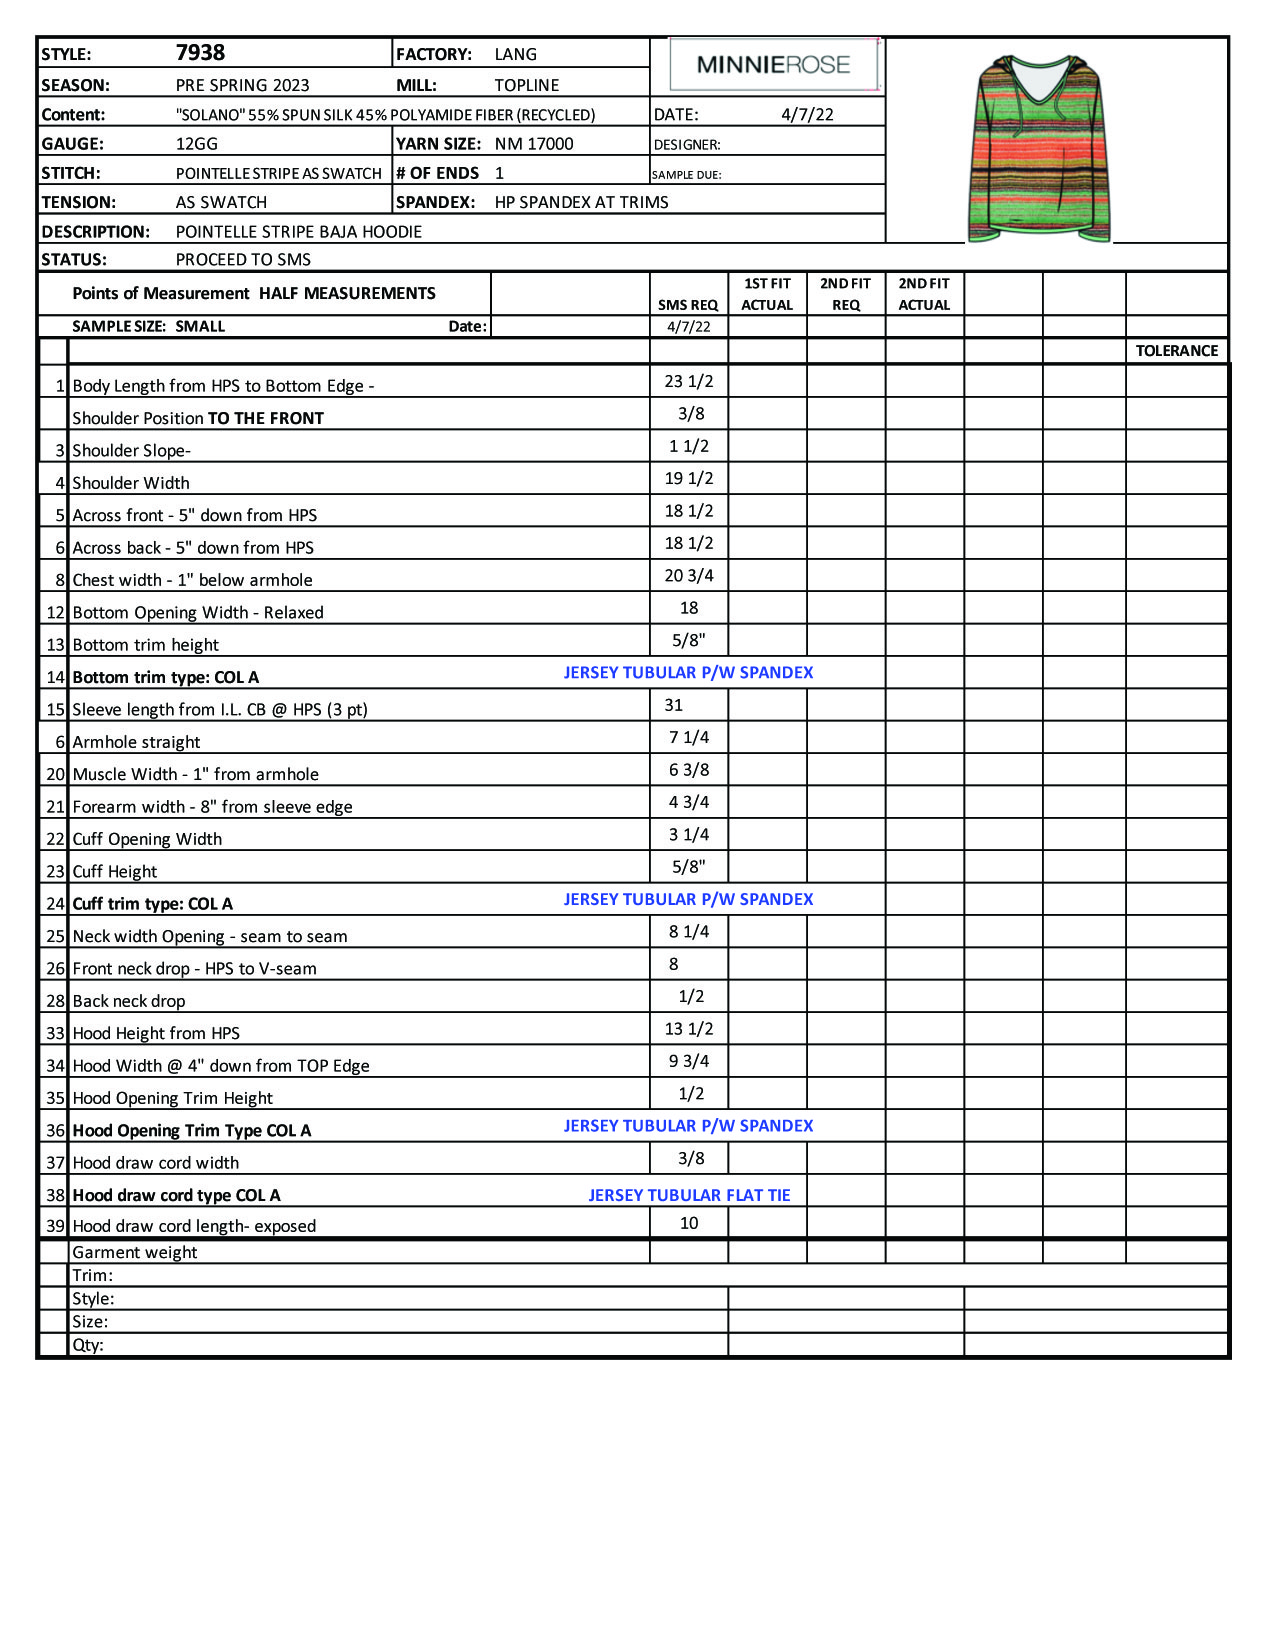 STYLE: 7938 FACTORY: LANG MINNIEROSE
SEASON: PRE SPRING 2023 MILL: TOPLINE
Content: "SOLANO" 55% SPUN SILK 45% POLYAMIDE FIBER (RECYCLED) DATE: 4/7/22
GAUGE: 12GG YARN SIZE: NM 17000 DESIGNER:
STITCH: POINTELLE STRIPE AS SWATCH # OF ENDS 1 SAMPLE DUE:
TENSION: AS SWATCH SPANDEX: HP SPANDEX AT TRIMS
DESCRIPTION: POINTELLE STRIPE BAJA HOODIE
STATUS: PROCEED TO SMS
Points of Measurement HALF MEASUREMENTS SMS REQ 1ST FIT ACTUAL 2ND FIT REQ 2ND FIT ACTUAL
SAMPLE SIZE: SMALL Date: 4/7/22
TOLERANCE
1 Body Length from HPS to Bottom Edge - 23 1/2
Shoulder Position TO THE FRONT 3/8
3 Shoulder Slope- 1 1/2
4 Shoulder Width 19 1/2
5 Across front - 5" down from HPS 18 1/2
6 Across back - 5" down from HPS 18 1/2
8 Chest width - 1" below armhole 20 3/4
12 Bottom Opening Width - Relaxed 18
13 Bottom trim height 5/8"
14 Bottom trim type: COL A JERSEY TUBULAR P/W SPANDEX
15 Sleeve length from I.L. CB @ HPS (3 pt) 31
6 Armhole straight 7 1/4
20 Muscle Width - 1" from armhole 6 3/8
21 Forearm width - 8" from sleeve edge 4 3/4
22 Cuff Opening Width 3 1/4
23 Cuff Height 5/8"
24 Cuff trim type: COL A JERSEY TUBULAR P/W SPANDEX
25 Neck width Opening - seam to seam 8 1/4
26 Front neck drop - HPS to V-seam 8
28 Back neck drop 1/2
33 Hood Height from HPS 13 1/2
34 Hood Width @ 4" down from TOP Edge 9 3/4
35 Hood Opening Trim Height 1/2
36 Hood Opening Trim Type COL A JERSEY TUBULAR P/W SPANDEX
37 Hood draw cord width 3/8
38 Hood draw cord type COL A JERSEY TUBULAR FLAT TIE
39 Hood draw cord length- exposed 10
Garment weight
Trim:
Style:
Size:
Qty: